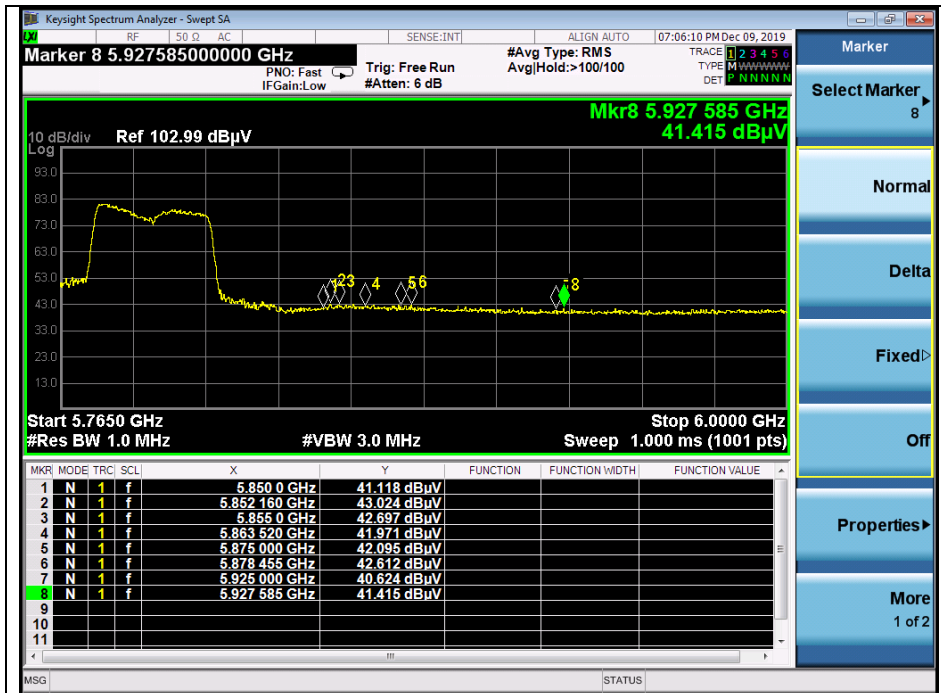 Keysight Spectrum Analyzer - Swept SA
LXI RF 50 Ω AC SENSE:INT ALIGN AUTO 07:06:10 PM Dec 09, 2019
Marker 8 5.927585000000 GHz
PNO: Fast
IFGain:Low
Trig: Free Run
#Atten: 6 dB
#Avg Type: RMS
Avg|Hold:>100/100
TRACE 1 2 3 4 5 6
TYPE M WWWWW
DET P N N N N N
Mkr8 5.927 585 GHz
41.415 dBµV
10 dB/div Ref 102.99 dBµV
Log
93.0
83.0
73.0
63.0
53.0
43.0
33.0
23.0
13.0
2 3 4 5 6 8
Start 5.7650 GHz Stop 6.0000 GHz
#Res BW 1.0 MHz #VBW 3.0 MHz Sweep 1.000 ms (1001 pts)
MKR MODE TRC SCL X Y FUNCTION FUNCTION WIDTH FUNCTION VALUE
1 N 1 f 5.850 0 GHz 41.118 dBµV
2 N 1 f 5.852 160 GHz 43.024 dBµV
3 N 1 f 5.855 0 GHz 42.697 dBµV
4 N 1 f 5.863 520 GHz 41.971 dBµV
5 N 1 f 5.875 000 GHz 42.095 dBµV
6 N 1 f 5.878 455 GHz 42.612 dBµV
7 N 1 f 5.925 000 GHz 40.624 dBµV
8 N 1 f 5.927 585 GHz 41.415 dBµV
9
10
11
MSG STATUS
Marker
Select Marker
8
Normal
Delta
Fixed
Off
Properties
More
1 of 2